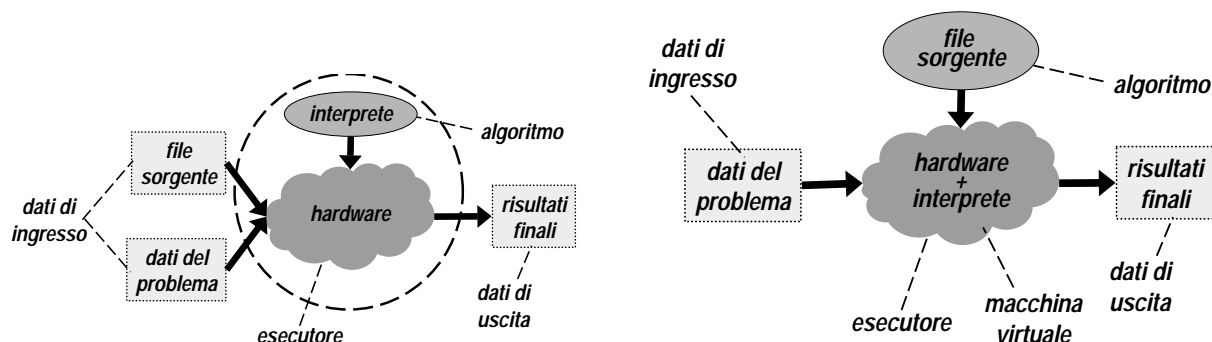 interprete
algoritmo
file
sorgente
dati di
ingresso
hardware
risultati
finali
dati del
problema
dati di
uscita
esecutore
file
sorgente
dati di
ingresso
algoritmo
dati del
problema
hardware
+
interprete
risultati
finali
dati di
uscita
esecutore
macchina
virtuale